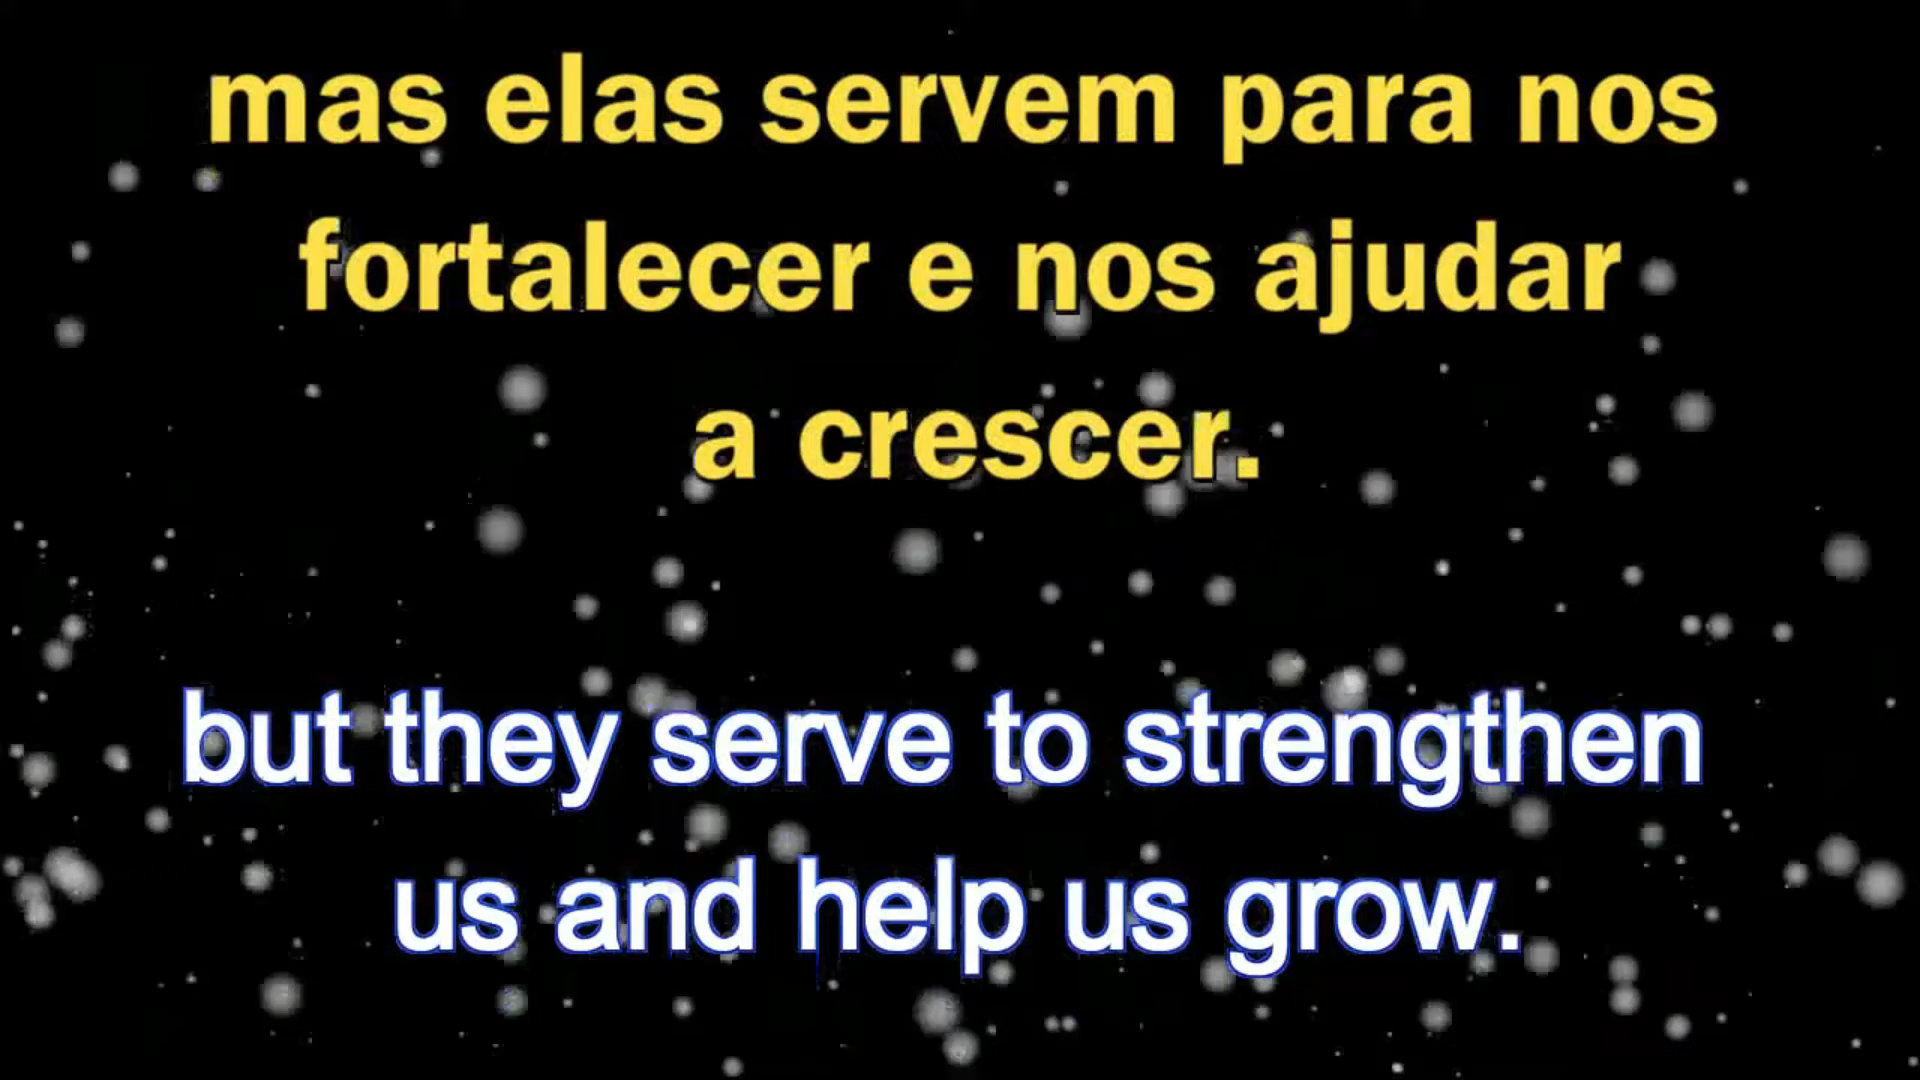 mas elas servem para nos
fortalecer e nos ajudar
a crescer.
but they serve to strengthen
us and help us grow.